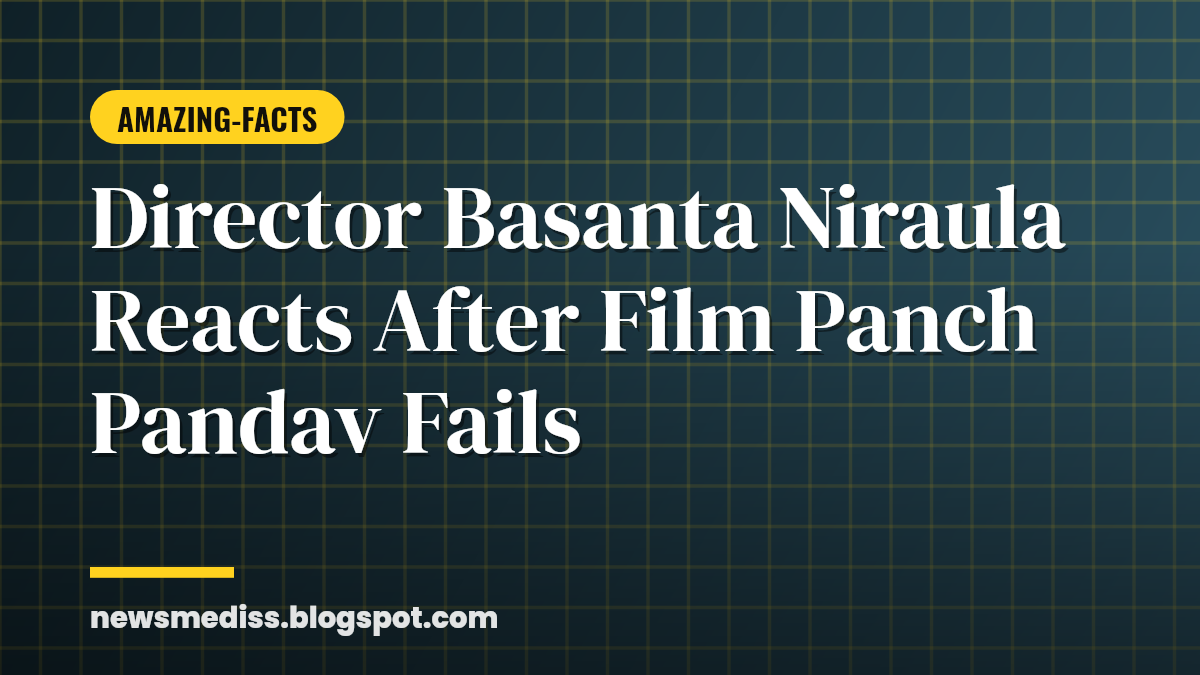 AMAZING-FACTS
Director Basanta Niraula
Reacts After Film Panch
Pandav Fails
newsmediss.blogspot.com